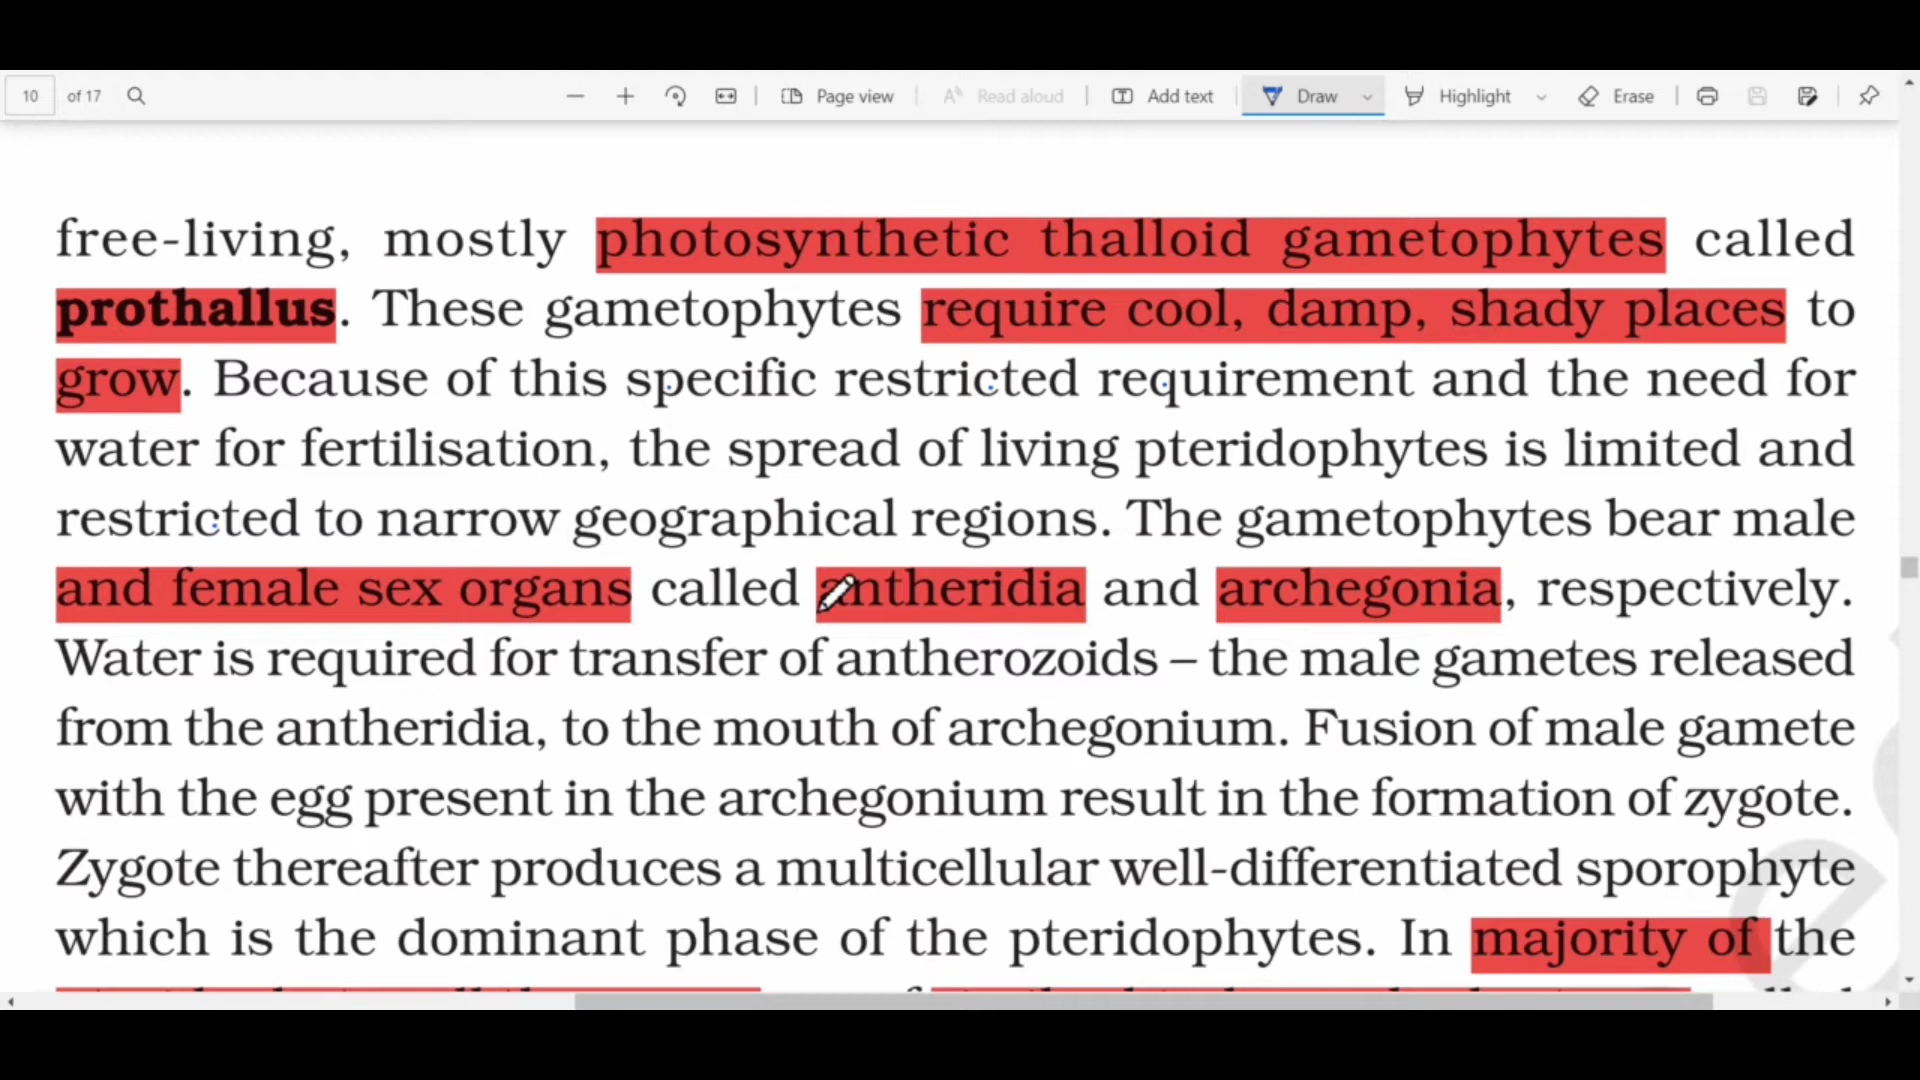 10 of 17 Page view Read aloud Add text Draw Highlight Erase
free-living, mostly photosynthetic thalloid gametophytes called
prothallus. These gametophytes require cool, damp, shady places to
grow. Because of this specific restricted requirement and the need for
water for fertilisation, the spread of living pteridophytes is limited and
restricted to narrow geographical regions. The gametophytes bear male
and female sex organs called antheridia and archegonia, respectively.
Water is required for transfer of antherozoids – the male gametes released
from the antheridia, to the mouth of archegonium. Fusion of male gamete
with the egg present in the archegonium result in the formation of zygote.
Zygote thereafter produces a multicellular well-differentiated sporophyte
which is the dominant phase of the pteridophytes. In majority of the